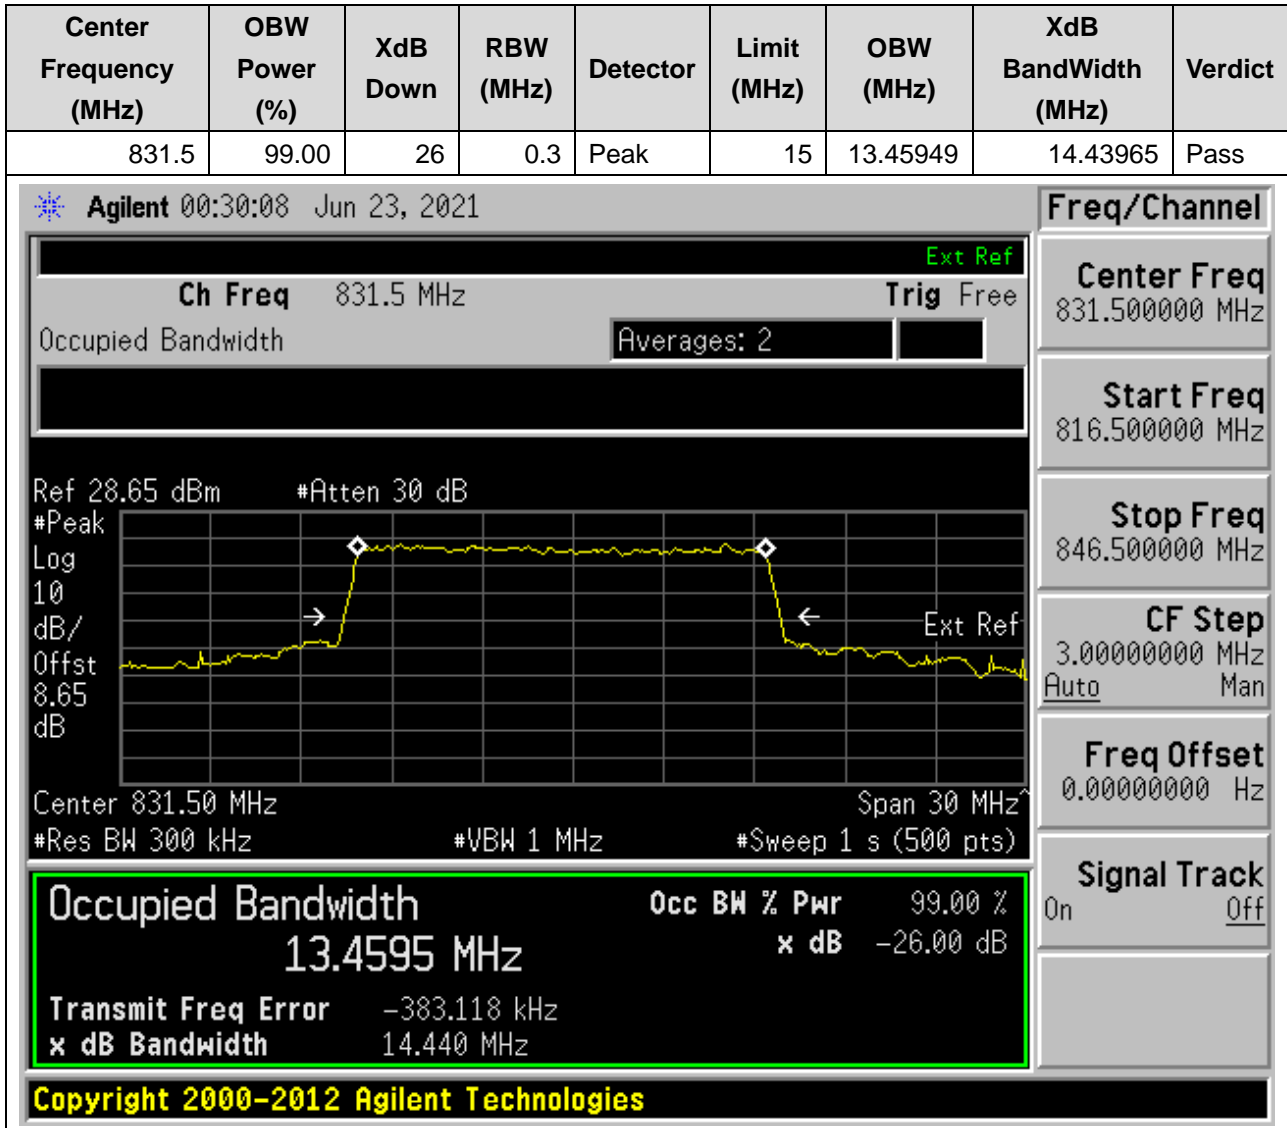 Center Frequency (MHz) OBW Power (%) XdB Down RBW (MHz) Detector Limit (MHz) OBW (MHz) XdB BandWidth (MHz) Verdict
831.5 99.00 26 0.3 Peak 15 13.45949 14.43965 Pass
Agilent 00:30:08 Jun 23, 2021
Ext Ref
Ch Freq 831.5 MHz Trig Free
Occupied Bandwidth Averages: 2
Ref 28.65 dBm #Atten 30 dB
#Peak
Log
10
dB/
Offst
8.65
dB
Ext Ref
Center 831.50 MHz Span 30 MHz^
#Res BW 300 kHz #VBW 1 MHz #Sweep 1 s (500 pts)
Occupied Bandwidth
13.4595 MHz
Occ BW % Pwr 99.00 %
x dB -26.00 dB
Transmit Freq Error -383.118 kHz
x dB Bandwidth 14.440 MHz
Copyright 2000-2012 Agilent Technologies
Freq/Channel
Center Freq
831.500000 MHz
Start Freq
816.500000 MHz
Stop Freq
846.500000 MHz
CF Step
3.00000000 MHz
Auto Man
Freq Offset
0.00000000 Hz
Signal Track
On Off